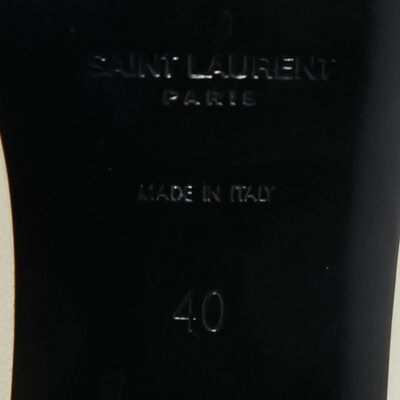 SAINT LAURENT
PARIS
MADE IN ITALY
40